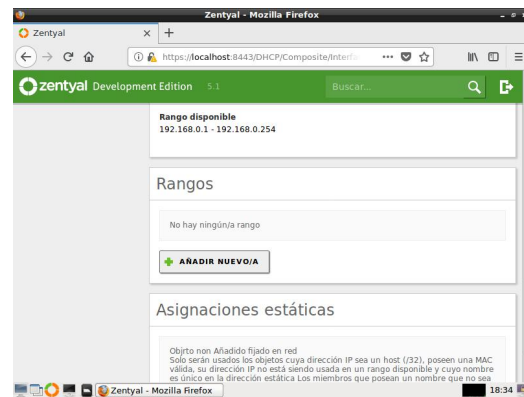 Zentyal - Mozilla Firefox
Zentyal
https://localhost:8443/DHCP/Composite/Interfa
zentyal Development Edition 5.1
Buscar...
Rango disponible
192.168.0.1 - 192.168.0.254
Rangos
No hay ningún/a rango
AÑADIR NUEVO/A
Asignaciones estáticas
Objrto non Añadido fijado en red
Solo serán usados los objetos cuya dirección IP sea un host (/32), poseen una MAC
válida, su dirección IP no está siendo usada en un rango disponible y cuyo nombre
es único en la dirección estática Los miembros que posean un nombre que no sea
Zentyal - Mozilla Firefox
18:34